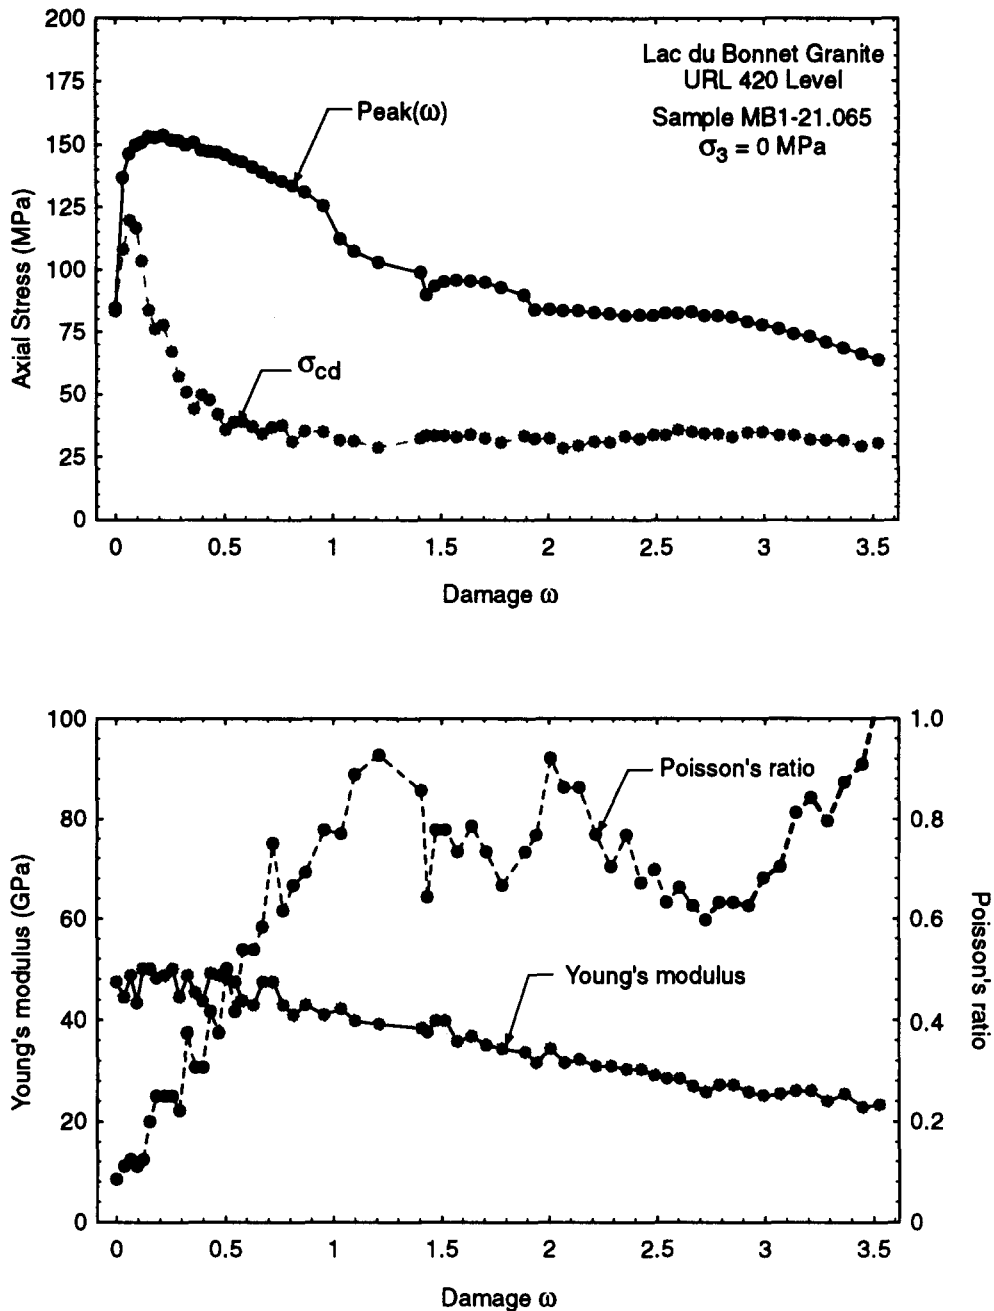 200
175
150
125
100
75
50
25
0
Axial Stress (MPa)
Lac du Bonnet Granite
URL 420 Level
Sample MB1-21.065
σ3 = 0 MPa
Peak(ω)
σcd
0 0.5 1 1.5 2 2.5 3 3.5
Damage ω
100
80
60
40
20
0
Young's modulus (GPa)
Poisson's ratio
Young's modulus
1.0
0.8
0.6
0.4
0.2
0
Poisson's ratio
0 0.5 1 1.5 2 2.5 3 3.5
Damage ω